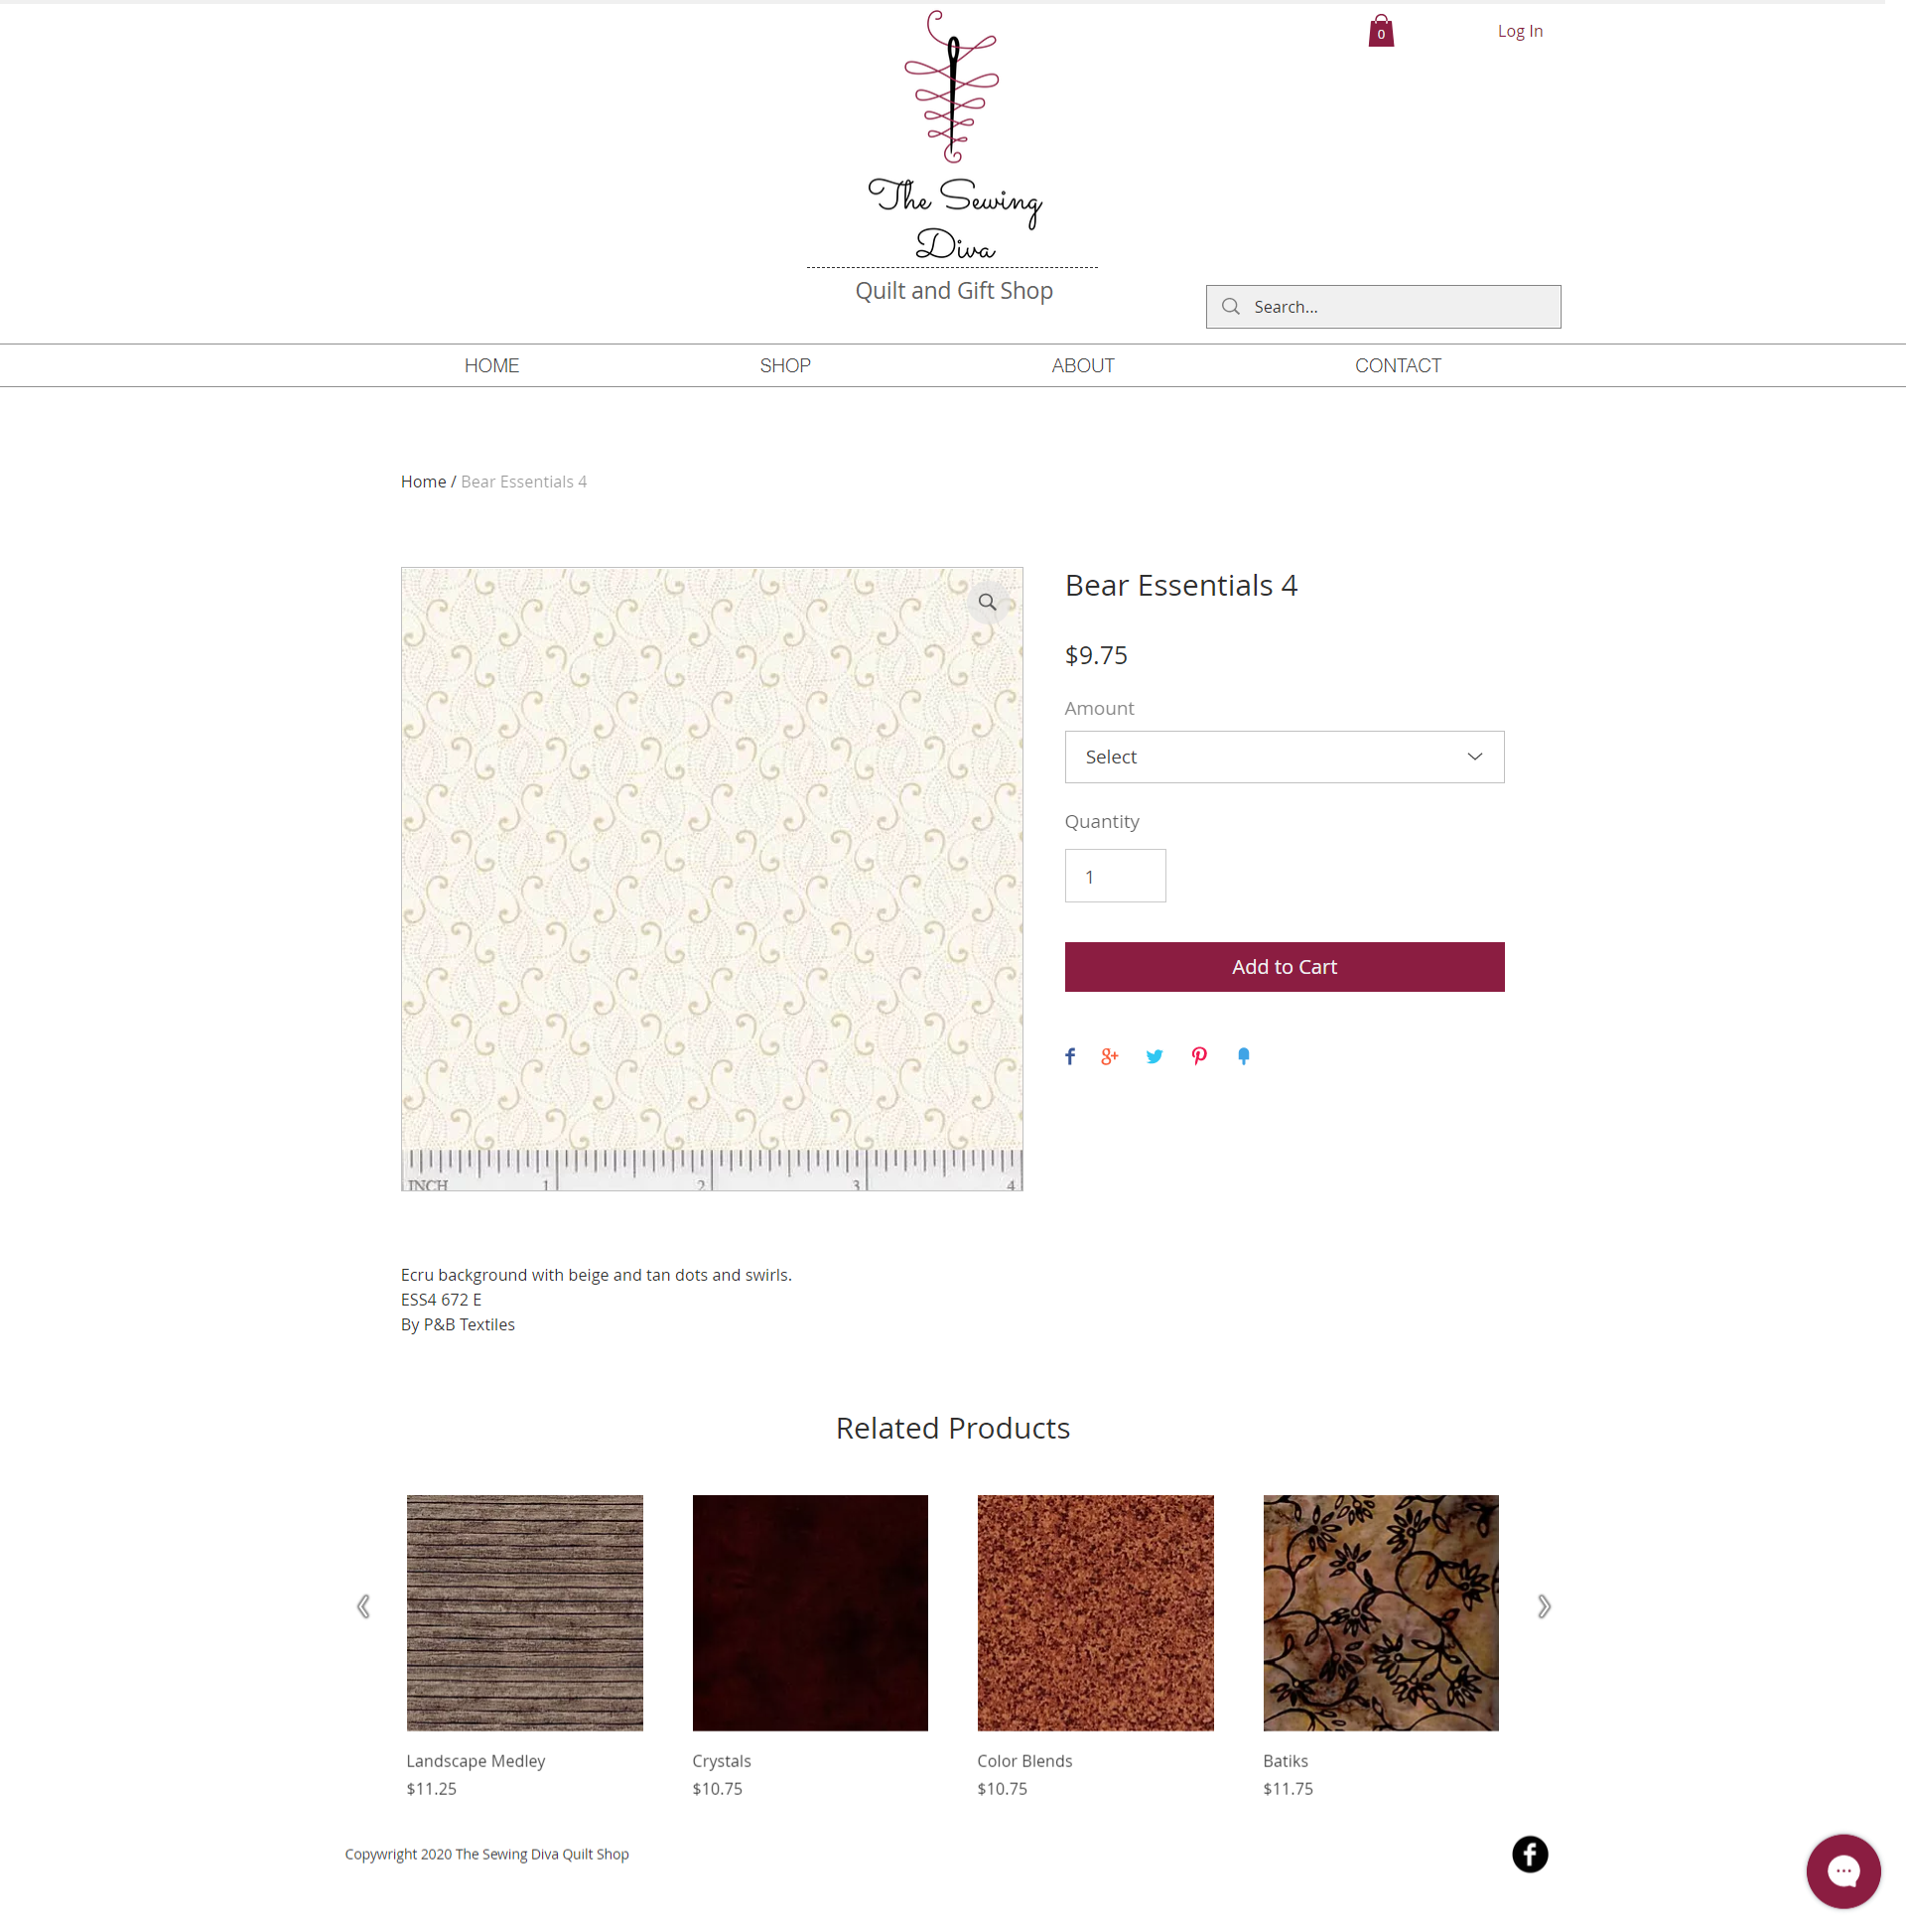 0
Log In
The Sewing
Diva
Quilt and Gift Shop
Search...
HOME
SHOP
ABOUT
CONTACT
Home / Bear Essentials 4
Bear Essentials 4
$9.75
Amount
Select
Quantity
1
Add to Cart
INCH 1 2 3 4
Ecru background with beige and tan dots and swirls.
ESS4 672 E
By P&B Textiles
Related Products
Landscape Medley
$11.25
Crystals
$10.75
Color Blends
$10.75
Batiks
$11.75
Copywright 2020 The Sewing Diva Quilt Shop